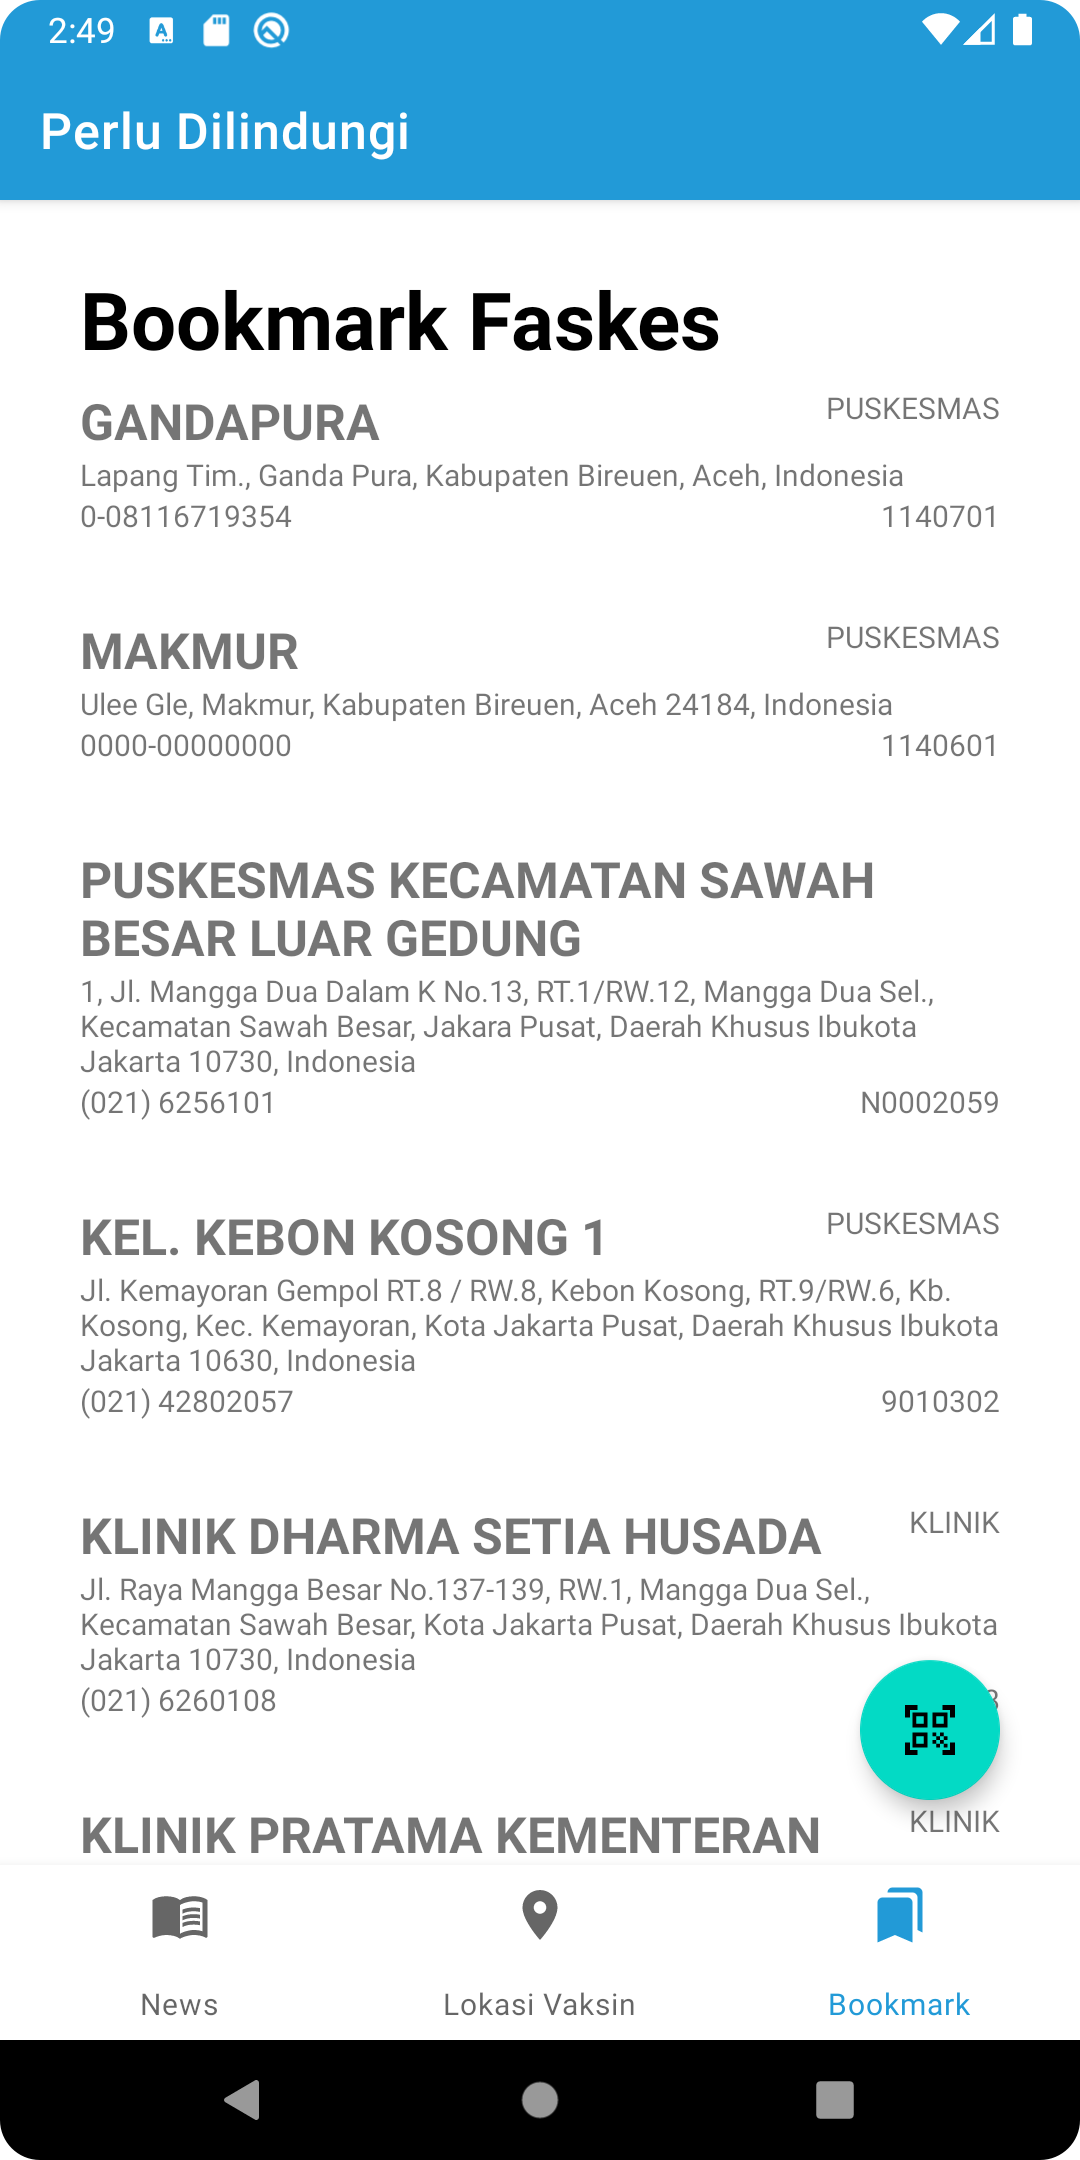 2:49
Perlu Dilindungi
Bookmark Faskes
GANDAPURA
PUSKESMAS
Lapang Tim., Ganda Pura, Kabupaten Bireuen, Aceh, Indonesia
0-08116719354
1140701
MAKMUR
PUSKESMAS
Ulee Gle, Makmur, Kabupaten Bireuen, Aceh 24184, Indonesia
0000-00000000
1140601
PUSKESMAS KECAMATAN SAWAH
BESAR LUAR GEDUNG
1, Jl. Mangga Dua Dalam K No.13, RT.1/RW.12, Mangga Dua Sel.,
Kecamatan Sawah Besar, Jakara Pusat, Daerah Khusus Ibukota
Jakarta 10730, Indonesia
(021) 6256101
N0002059
KEL. KEBON KOSONG 1
PUSKESMAS
Jl. Kemayoran Gempol RT.8 / RW.8, Kebon Kosong, RT.9/RW.6, Kb.
Kosong, Kec. Kemayoran, Kota Jakarta Pusat, Daerah Khusus Ibukota
Jakarta 10630, Indonesia
(021) 42802057
9010302
KLINIK DHARMA SETIA HUSADA
KLINIK
Jl. Raya Mangga Besar No.137-139, RW.1, Mangga Dua Sel.,
Kecamatan Sawah Besar, Kota Jakarta Pusat, Daerah Khusus Ibukota
Jakarta 10730, Indonesia
(021) 6260108
KLINIK PRATAMA KEMENTERAN
KLINIK
News
Lokasi Vaksin
Bookmark